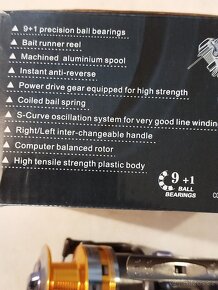 9+1 precision ball bearings
Bait runner reel
Machined aluminium spool
Instant anti-reverse
Power drive gear equipped for high strength
Coiled bail spring
S-Curve oscillation system for very good line windin
Right/Left inter-changeable handle
Computer balanced rotor
High tensile strength plastic body
9 +1
BALL
BEARINGS